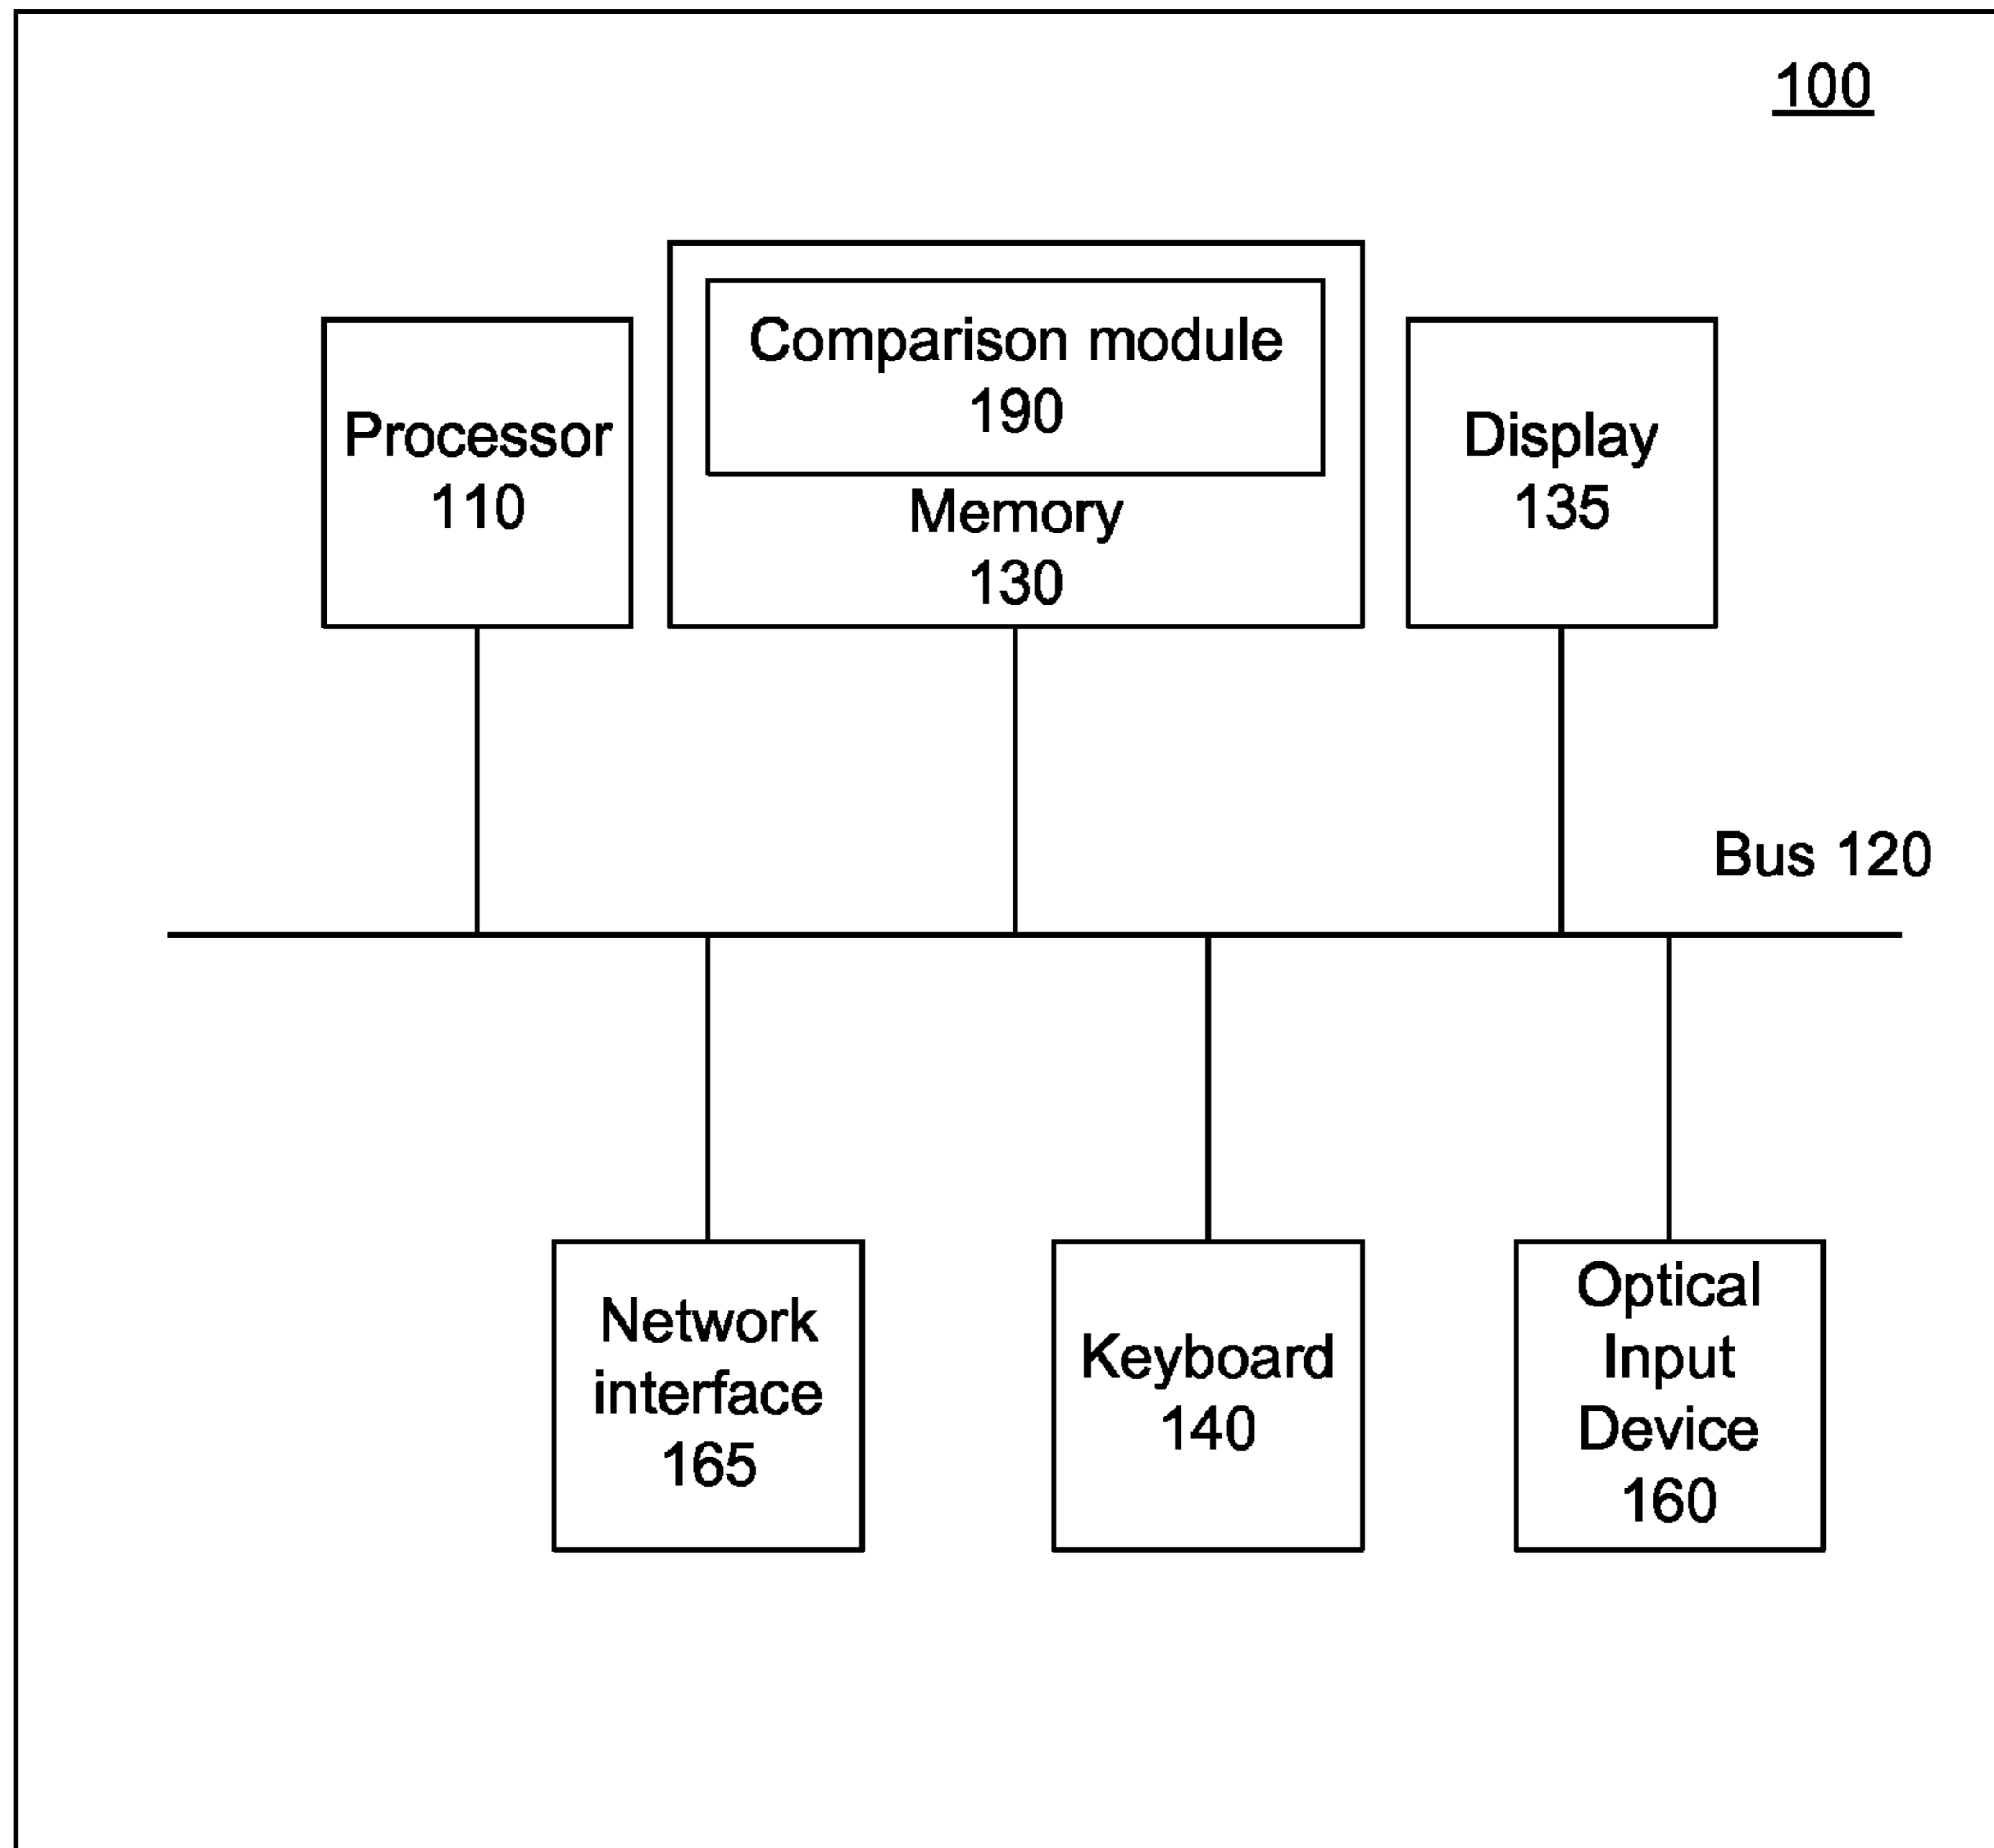 100
Comparison module
190
Processor
110
Memory
130
Display
135
Bus 120
Network
interface
165
Keyboard
140
Optical
Input
Device
160